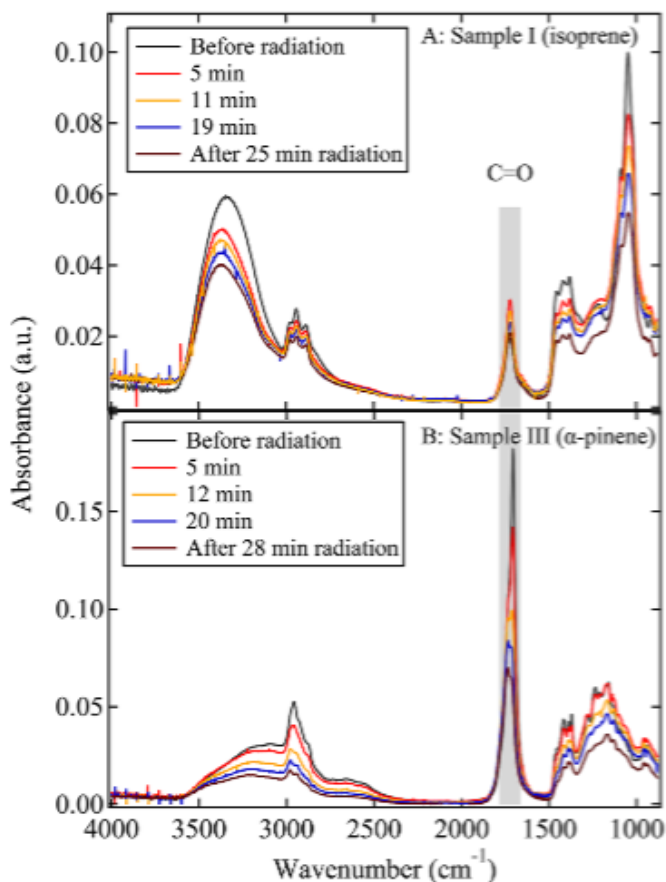 A: Sample I (isoprene)
Before radiation
5 min
11 min
19 min
After 25 min radiation
C=O
0.10
0.08
0.06
0.04
0.02
B: Sample III (α-pinene)
Before radiation
5 min
12 min
20 min
After 28 min radiation
0.15
0.10
0.05
0.00
Absorbance (a.u.)
4000 3500 3000 2500 2000 1500 1000
Wavenumber (cm⁻¹)